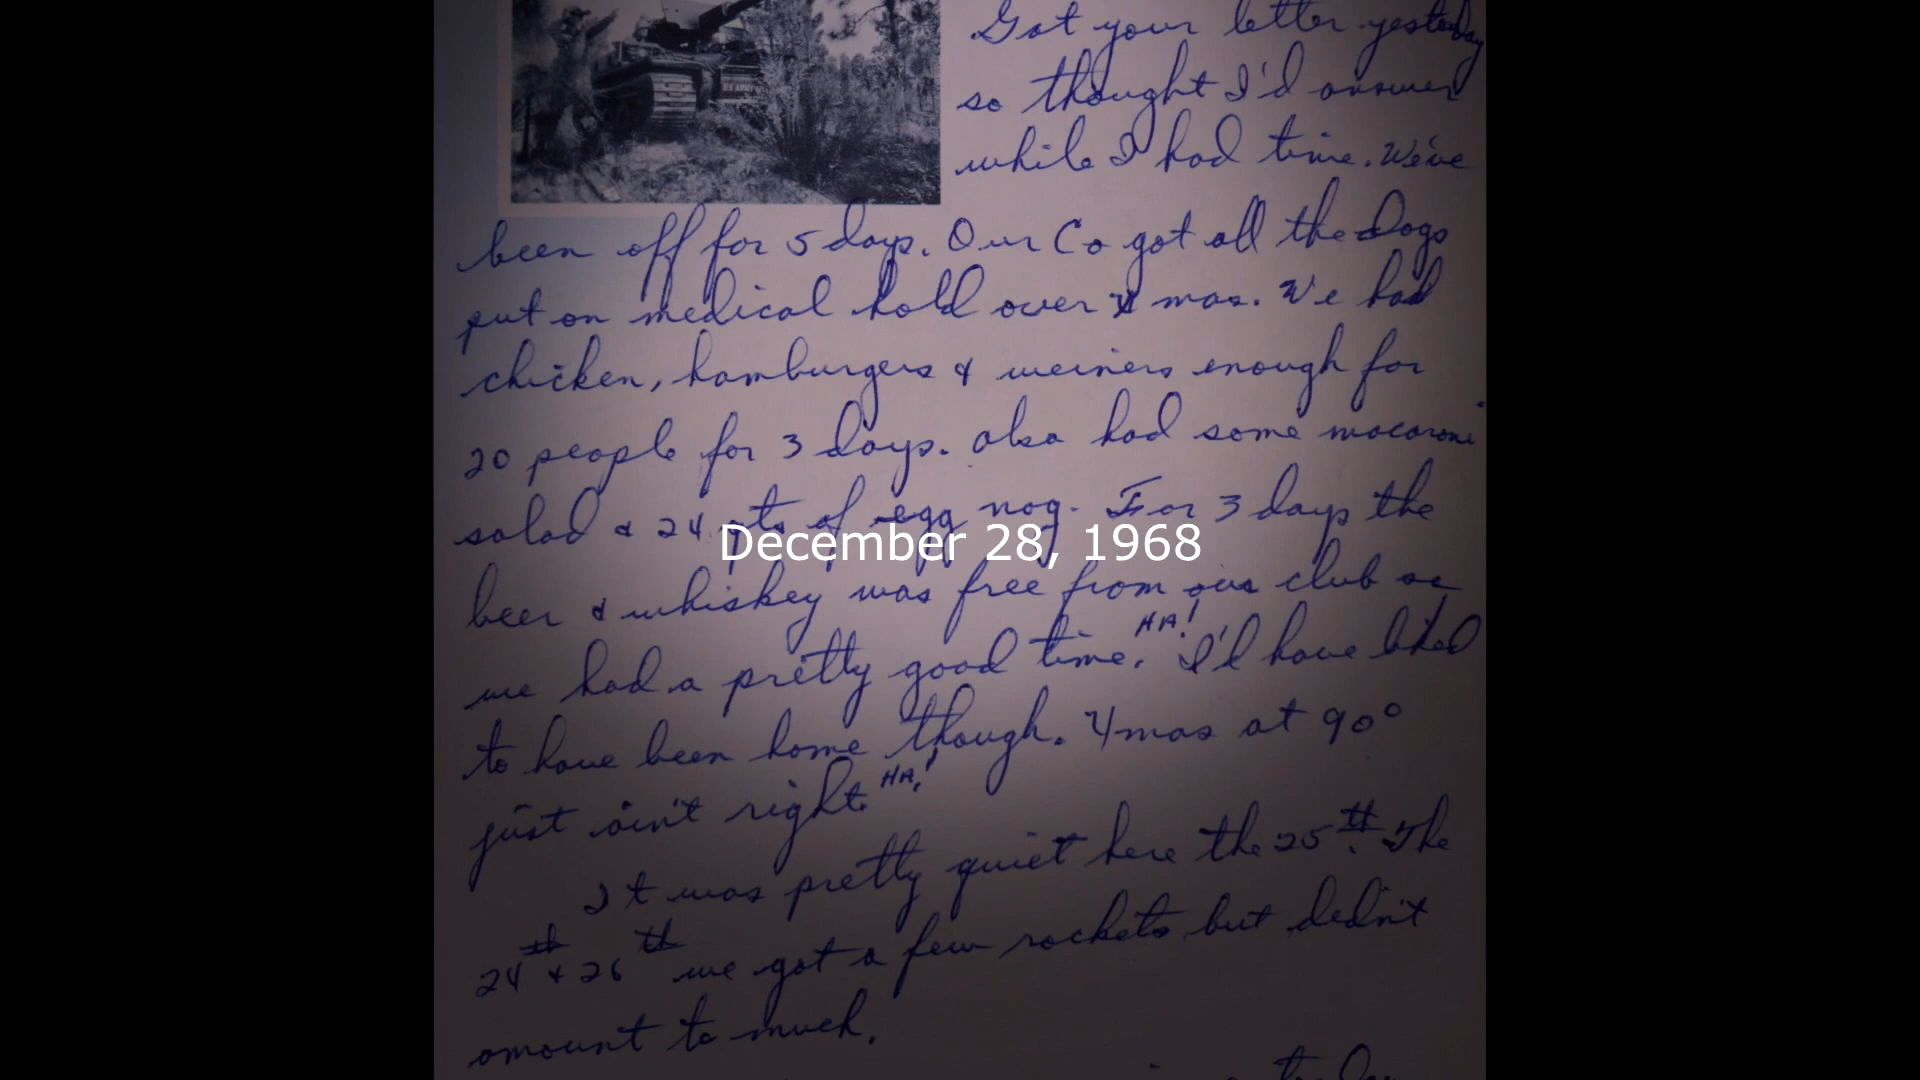 Got your letter yesterday
so thought I'd answer
while I had time. We've
been off for 5 days. Our Co got all the Dogs
put on medical hold over X mas. We had
chicken, hamburgers & weiners enough for
20 people for 3 days. Also had some macaroni
salad & 24 qts of egg nog. For 3 days the
December 28, 1968
beer & whiskey was free from our club so
we had a pretty good time. HA! I'd have liked
to have been home though. Xmas at 90°
just ain't right HA!
It was pretty quiet here the 25th. The
24th & 26th we got a few rockets but didn't
amount to much.
US ARMY